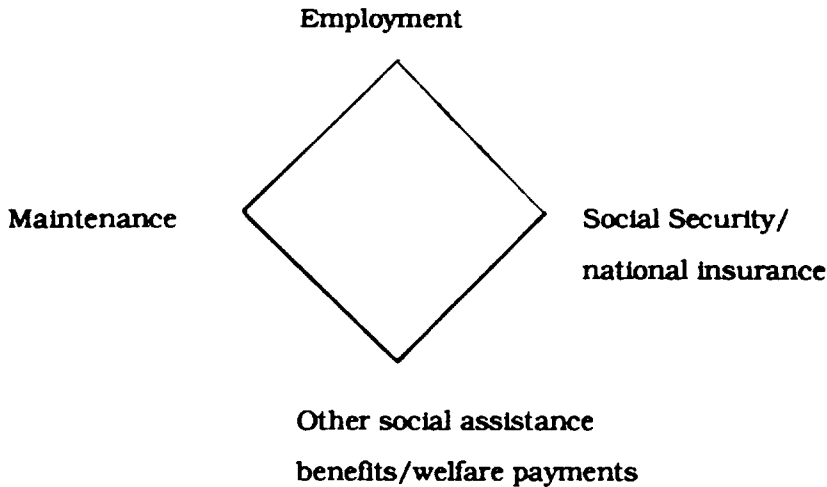 Employment
Maintenance
Social Security/
national insurance
Other social assistance
benefits/welfare payments